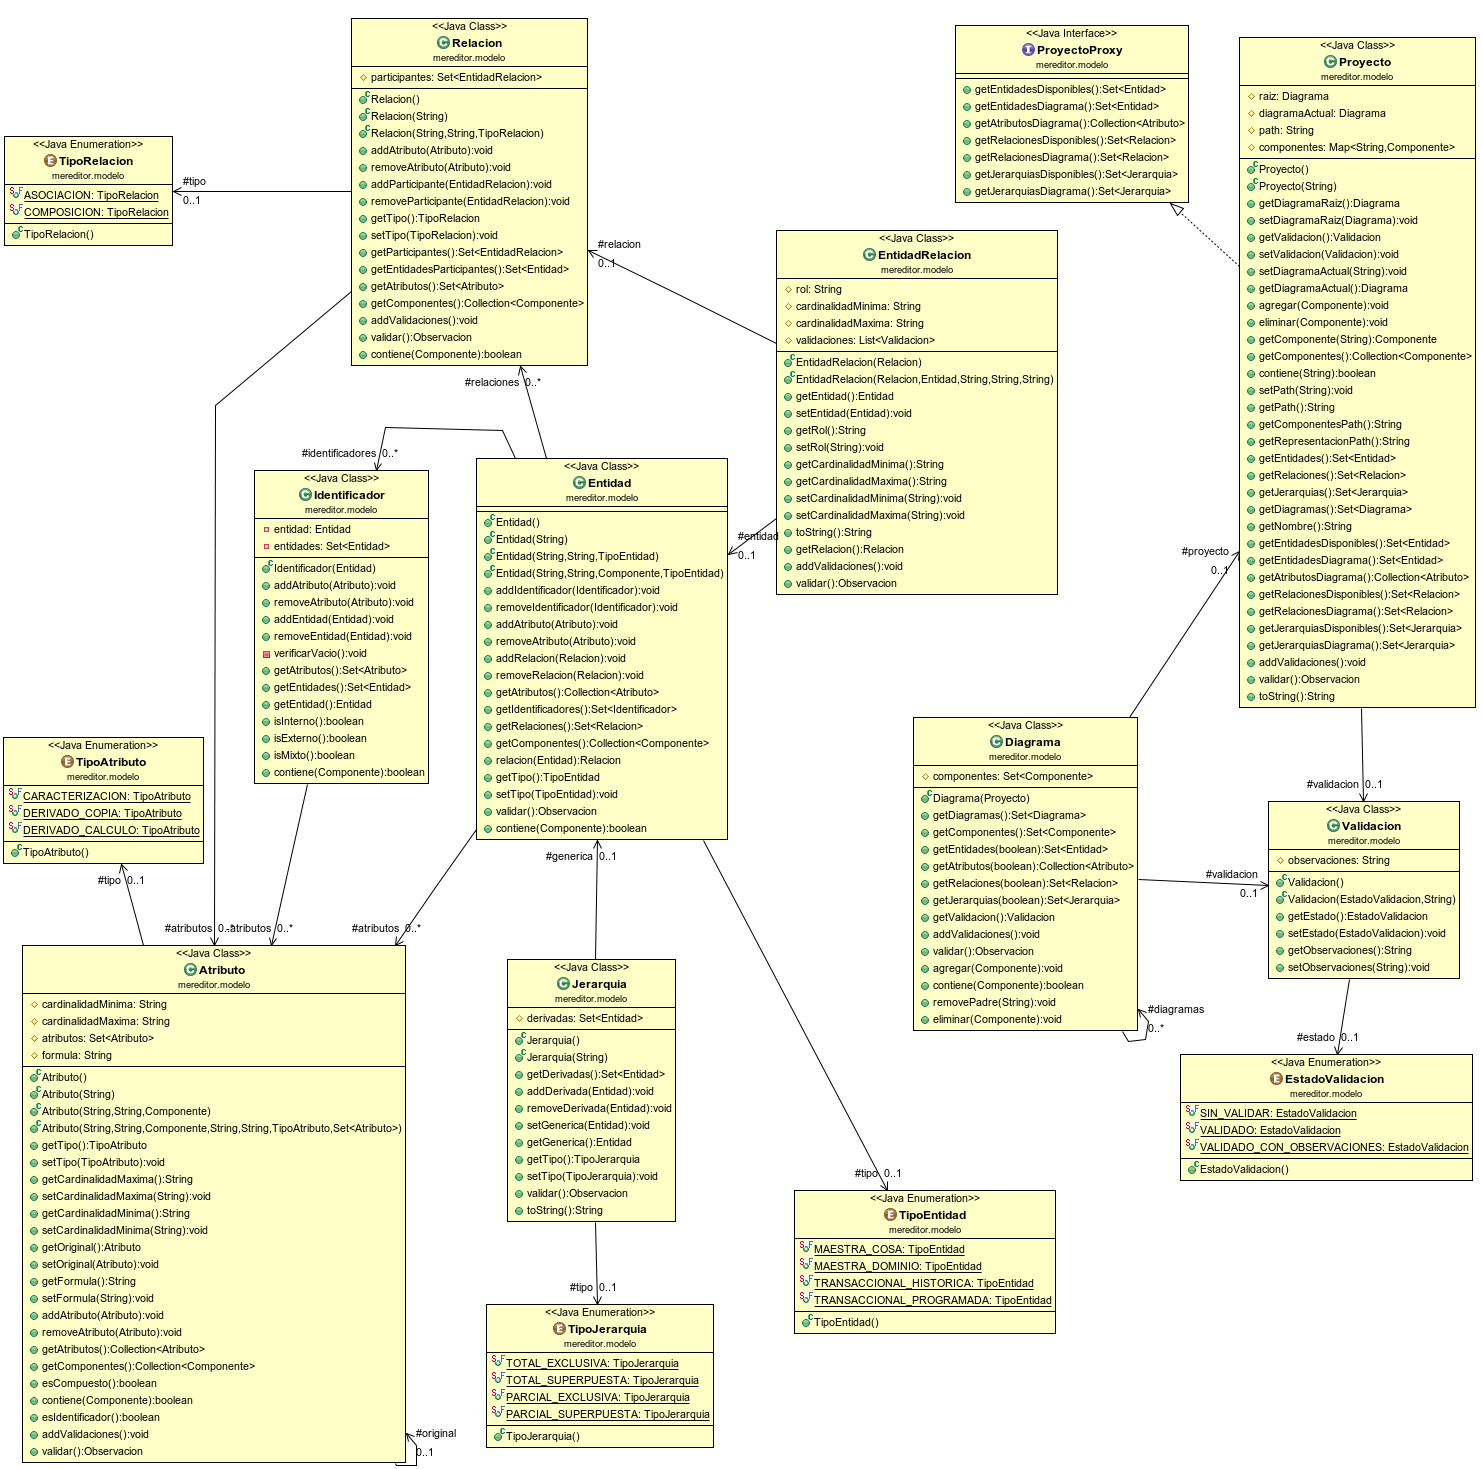 <<Java Class>>
Relacion
mereditor.modelo
participantes: Set<EntidadRelacion>
Relacion()
Relacion(String)
Relacion(String,String,TipoRelacion)
addAtributo(Atributo):void
removeAtributo(Atributo):void
addParticipante(EntidadRelacion):void
removeParticipante(EntidadRelacion):void
getTipo():TipoRelacion
setTipo(TipoRelacion):void
getParticipantes():Set<EntidadRelacion>
getEntidadesParticipantes():Set<Entidad>
getAtributos():Set<Atributo>
getComponentes():Collection<Componente>
addValidaciones():void
validar():Observacion
contiene(Componente):boolean
<<Java Interface>>
ProyectoProxy
mereditor.modelo
getEntidadesDisponibles():Set<Entidad>
getEntidadesDiagrama():Set<Entidad>
getAtributosDiagrama():Collection<Atributo>
getRelacionesDisponibles():Set<Relacion>
getRelacionesDiagrama():Set<Relacion>
getJerarquiasDisponibles():Set<Jerarquia>
getJerarquiasDiagrama():Set<Jerarquia>
<<Java Class>>
Proyecto
mereditor.modelo
raiz: Diagrama
diagramaActual: Diagrama
path: String
componentes: Map<String,Componente>
Proyecto()
Proyecto(String)
getDiagramaRaiz():Diagrama
setDiagramaRaiz(Diagrama):void
getValidacion():Validacion
setValidacion(Validacion):void
setDiagramaActual(String):void
getDiagramaActual():Diagrama
agregar(Componente):void
eliminar(Componente):void
getComponente(String):Componente
getComponentes():Collection<Componente>
contiene(String):boolean
setPath(String):void
getPath():String
getComponentesPath():String
getRepresentacionPath():String
getEntidades():Set<Entidad>
getRelaciones():Set<Relacion>
getJerarquias():Set<Jerarquia>
getDiagramas():Set<Diagrama>
getNombre():String
getEntidadesDisponibles():Set<Entidad>
getEntidadesDiagrama():Set<Entidad>
getAtributosDiagrama():Collection<Atributo>
getRelacionesDisponibles():Set<Relacion>
getRelacionesDiagrama():Set<Relacion>
getJerarquiasDisponibles():Set<Jerarquia>
getJerarquiasDiagrama():Set<Jerarquia>
addValidaciones():void
validar():Observacion
toString():String
<<Java Enumeration>>
TipoRelacion
mereditor.modelo
ASOCIACION: TipoRelacion
COMPOSICION: TipoRelacion
TipoRelacion()
#tipo
0..1
#relacion
0..1
<<Java Class>>
EntidadRelacion
mereditor.modelo
rol: String
cardinalidadMinima: String
cardinalidadMaxima: String
validaciones: List<Validacion>
EntidadRelacion(Relacion)
EntidadRelacion(Relacion,Entidad,String,String,String)
getEntidad():Entidad
setEntidad(Entidad):void
getRol():String
setRol(String):void
getCardinalidadMinima():String
getCardinalidadMaxima():String
setCardinalidadMinima(String):void
setCardinalidadMaxima(String):void
toString():String
getRelacion():Relacion
addValidaciones():void
validar():Observacion
#relaciones 0..*
#identificadores 0..*
#entidad
0..1
#proyecto
0..1
<<Java Class>>
Identificador
mereditor.modelo
entidad: Entidad
entidades: Set<Entidad>
Identificador(Entidad)
addAtributo(Atributo):void
removeAtributo(Atributo):void
addEntidad(Entidad):void
removeEntidad(Entidad):void
verificarVacio():void
getAtributos():Set<Atributo>
getEntidades():Set<Entidad>
getEntidad():Entidad
isInterno():boolean
isExterno():boolean
isMixto():boolean
contiene(Componente):boolean
<<Java Class>>
Entidad
mereditor.modelo
Entidad()
Entidad(String)
Entidad(String,String,TipoEntidad)
Entidad(String,String,Componente,TipoEntidad)
addIdentificador(Identificador):void
removeIdentificador(Identificador):void
addAtributo(Atributo):void
removeAtributo(Atributo):void
addRelacion(Relacion):void
removeRelacion(Relacion):void
getAtributos():Collection<Atributo>
getIdentificadores():Set<Identificador>
getRelaciones():Set<Relacion>
getComponentes():Collection<Componente>
relacion(Entidad):Relacion
getTipo():TipoEntidad
setTipo(TipoEntidad):void
validar():Observacion
contiene(Componente):boolean
<<Java Enumeration>>
TipoAtributo
mereditor.modelo
CARACTERIZACION: TipoAtributo
DERIVADO_COPIA: TipoAtributo
DERIVADO_CALCULO: TipoAtributo
TipoAtributo()
#tipo 0..1
<<Java Class>>
Diagrama
mereditor.modelo
componentes: Set<Componente>
Diagrama(Proyecto)
getDiagramas():Set<Diagrama>
getComponentes():Set<Componente>
getEntidades(boolean):Set<Entidad>
getAtributos(boolean):Collection<Atributo>
getRelaciones(boolean):Set<Relacion>
getJerarquias(boolean):Set<Jerarquia>
getValidacion():Validacion
addValidaciones():void
validar():Observacion
agregar(Componente):void
contiene(Componente):boolean
removePadre(String):void
eliminar(Componente):void
#validacion 0..1
<<Java Class>>
Validacion
mereditor.modelo
observaciones: String
Validacion()
Validacion(EstadoValidacion,String)
getEstado():EstadoValidacion
setEstado(EstadoValidacion):void
getObservaciones():String
setObservaciones(String):void
#validacion
0..1
#diagramas
0..*
#estado 0..1
<<Java Enumeration>>
EstadoValidacion
mereditor.modelo
SIN_VALIDAR: EstadoValidacion
VALIDADO: EstadoValidacion
VALIDADO_CON_OBSERVACIONES: EstadoValidacion
EstadoValidacion()
#generica 0..1
#atributos 0..*
-atributos 0..*
#atributos 0..*
<<Java Class>>
Atributo
mereditor.modelo
cardinalidadMinima: String
cardinalidadMaxima: String
atributos: Set<Atributo>
formula: String
Atributo()
Atributo(String)
Atributo(String,String,Componente)
Atributo(String,String,Componente,String,String,TipoAtributo,Set<Atributo>)
getTipo():TipoAtributo
setTipo(TipoAtributo):void
getCardinalidadMaxima():String
setCardinalidadMaxima(String):void
getCardinalidadMinima():String
setCardinalidadMinima(String):void
getOriginal():Atributo
setOriginal(Atributo):void
getFormula():String
setFormula(String):void
addAtributo(Atributo):void
removeAtributo(Atributo):void
getAtributos():Collection<Atributo>
getComponentes():Collection<Componente>
esCompuesto():boolean
contiene(Componente):boolean
esIdentificador():boolean
addValidaciones():void
validar():Observacion
#original
0..1
<<Java Class>>
Jerarquia
mereditor.modelo
derivadas: Set<Entidad>
Jerarquia()
Jerarquia(String)
getDerivadas():Set<Entidad>
addDerivada(Entidad):void
removeDerivada(Entidad):void
setGenerica(Entidad):void
getGenerica():Entidad
getTipo():TipoJerarquia
setTipo(TipoJerarquia):void
validar():Observacion
toString():String
#tipo 0..1
<<Java Enumeration>>
TipoJerarquia
mereditor.modelo
TOTAL_EXCLUSIVA: TipoJerarquia
TOTAL_SUPERPUESTA: TipoJerarquia
PARCIAL_EXCLUSIVA: TipoJerarquia
PARCIAL_SUPERPUESTA: TipoJerarquia
TipoJerarquia()
#tipo 0..1
<<Java Enumeration>>
TipoEntidad
mereditor.modelo
MAESTRA_COSA: TipoEntidad
MAESTRA_DOMINIO: TipoEntidad
TRANSACCIONAL_HISTORICA: TipoEntidad
TRANSACCIONAL_PROGRAMADA: TipoEntidad
TipoEntidad()